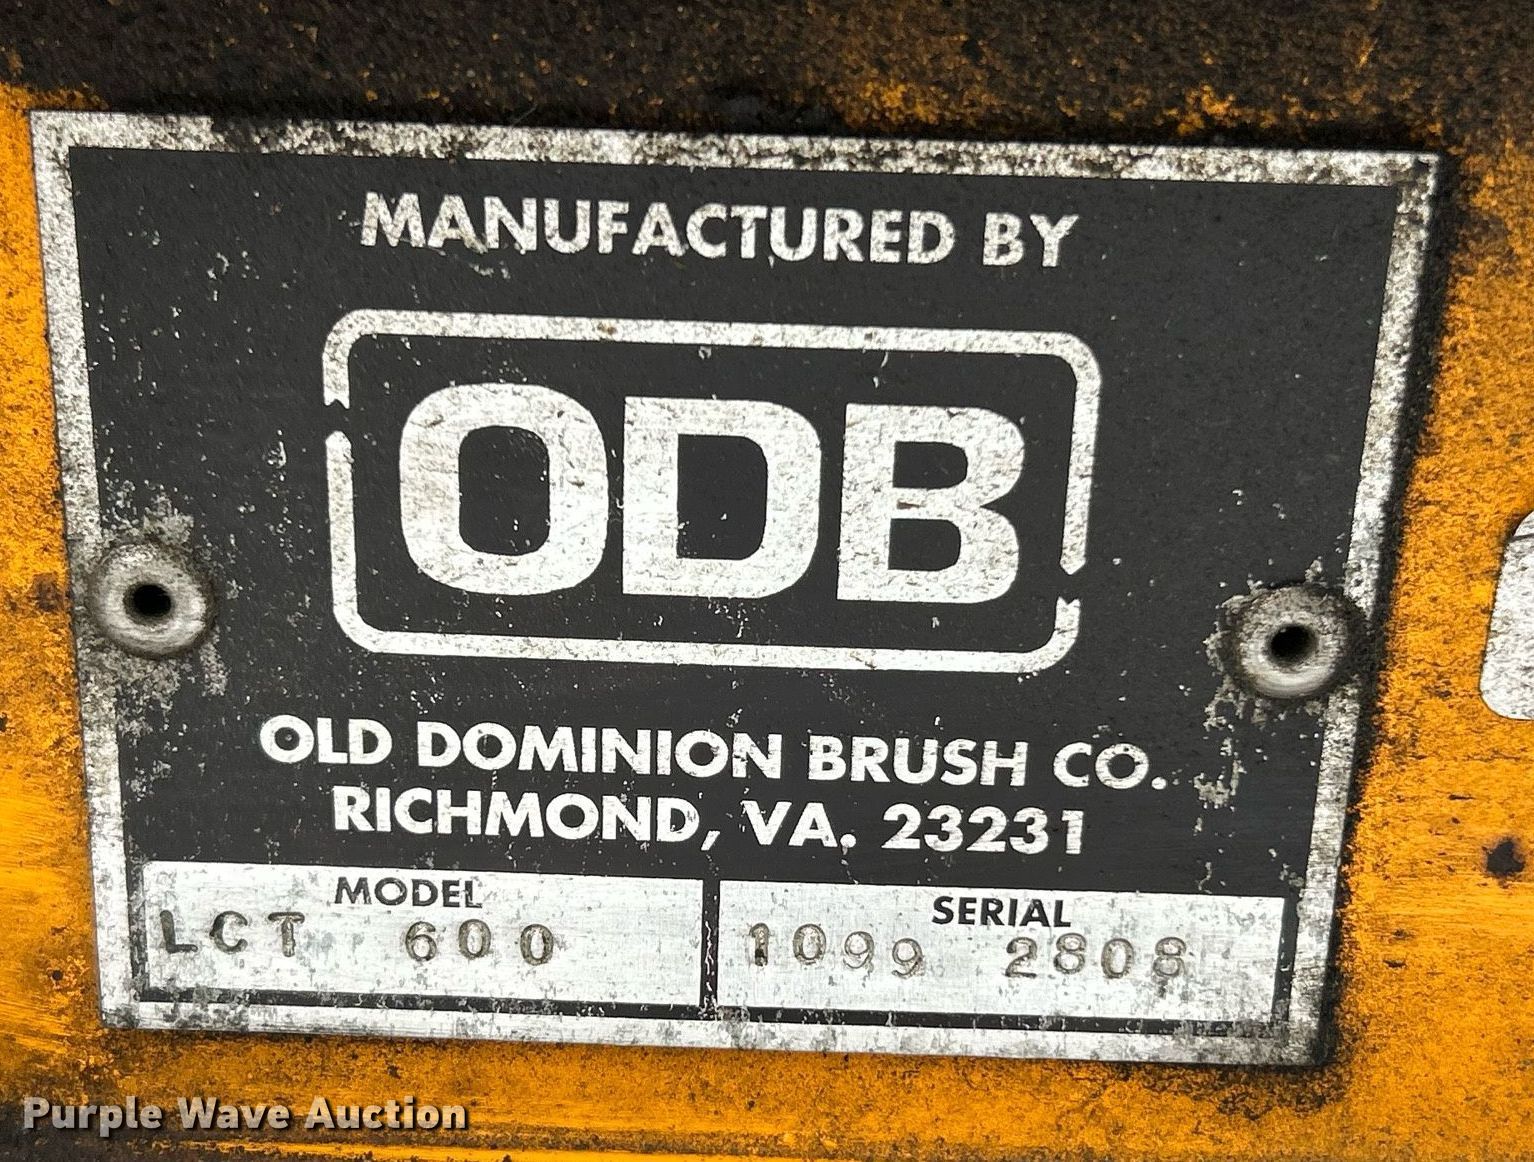 MANUFACTURED BY
ODB
OLD DOMINION BRUSH CO.
RICHMOND, VA. 23231
MODEL
LCT 600
SERIAL
1099 2808
Purple Wave Auction